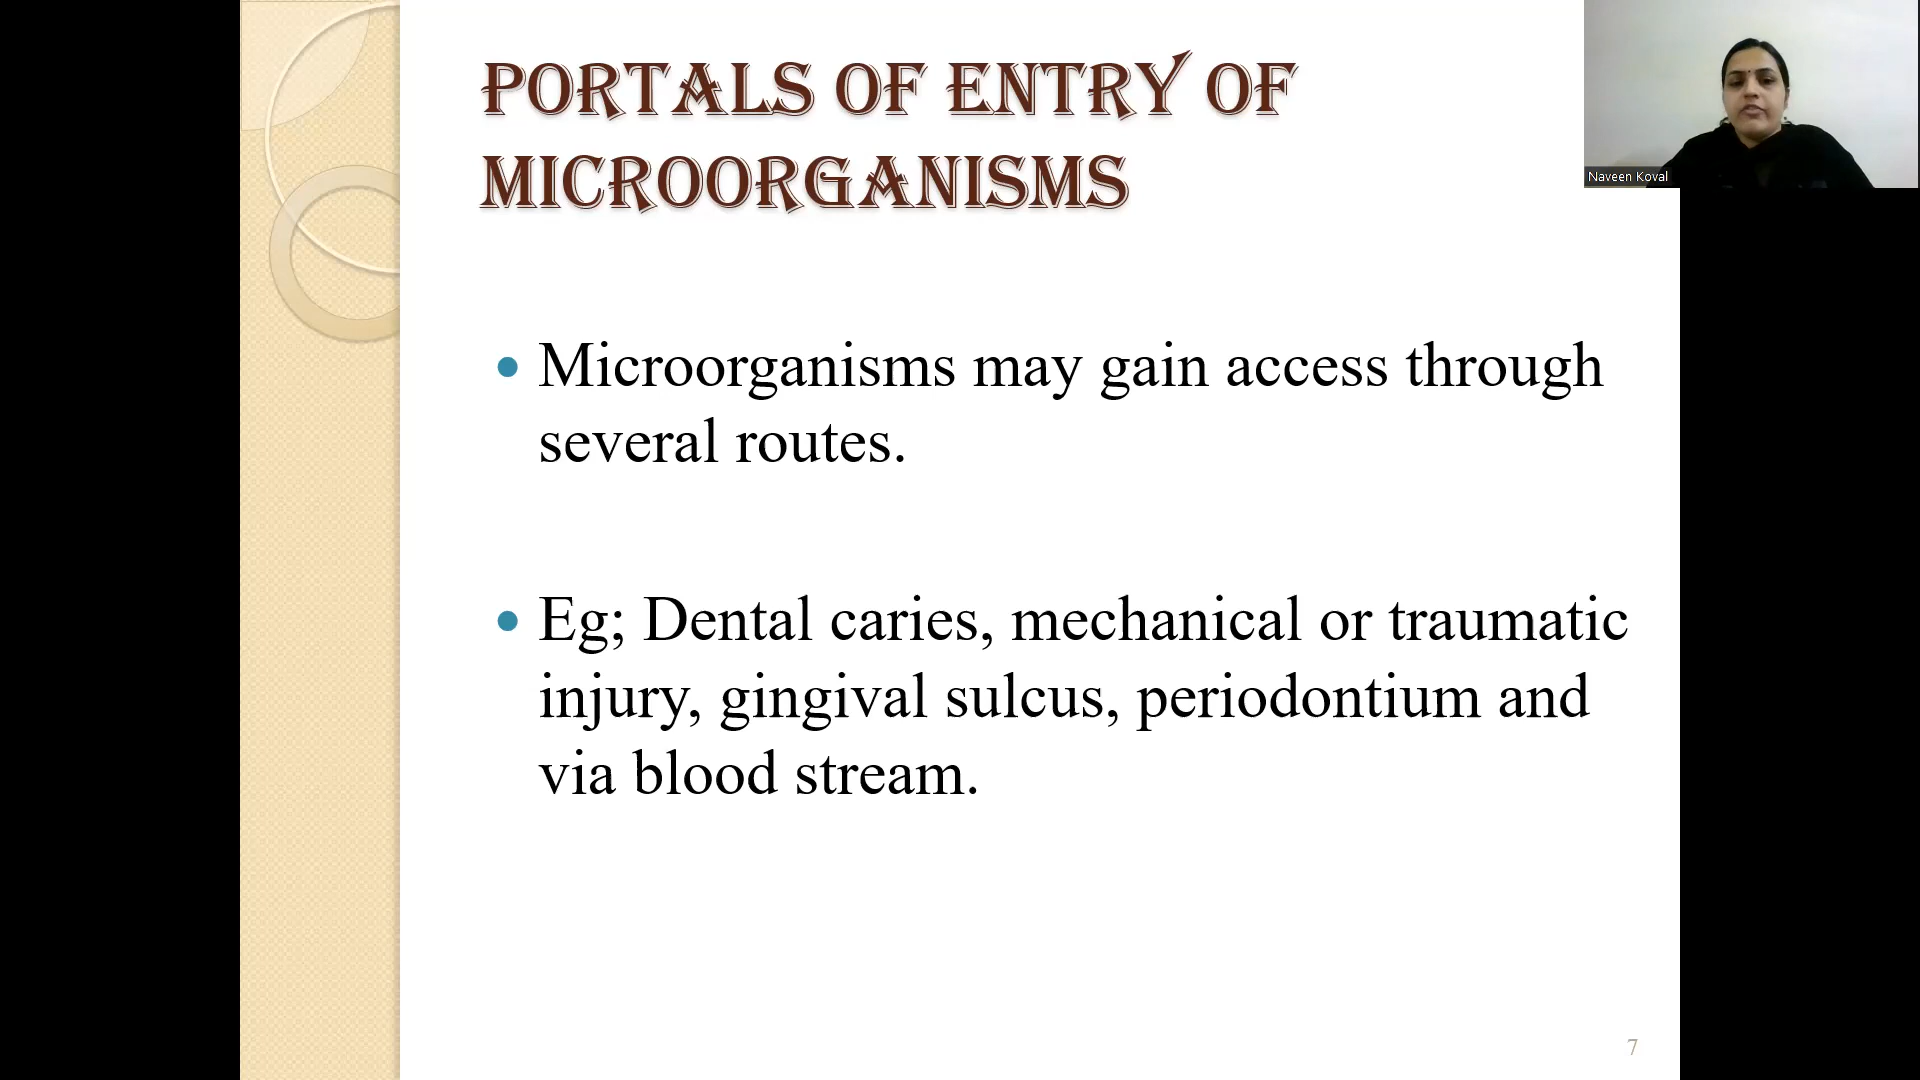 PORTALS OF ENTRY OF
MICROORGANISMS
Naveen Koval
• Microorganisms may gain access through
several routes.
• Eg; Dental caries, mechanical or traumatic
injury, gingival sulcus, periodontium and
via blood stream.
7